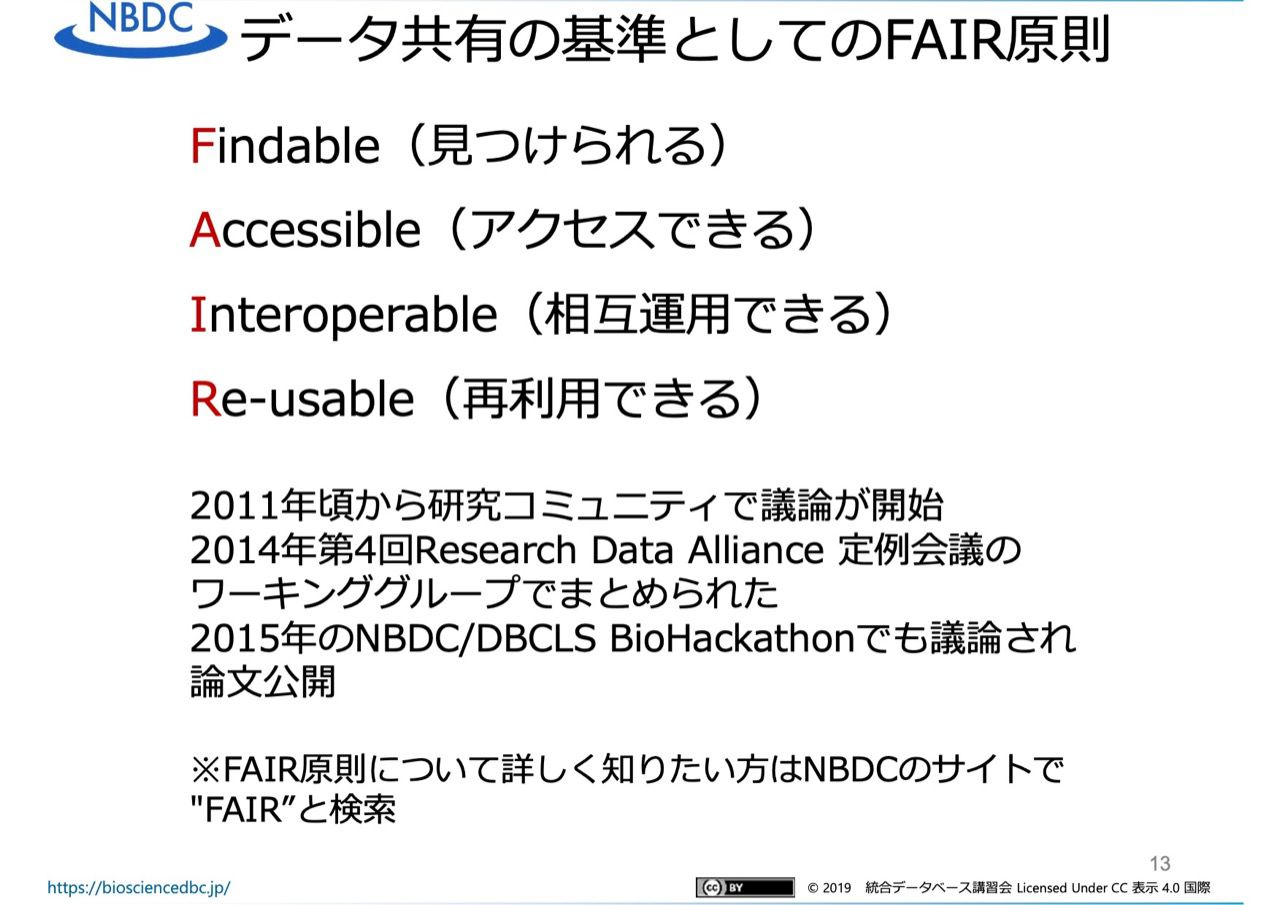 NBDC
データ共有の基準としてのFAIR原則
Findable（見つけられる）
Accessible（アクセスできる）
Interoperable（相互運用できる）
Re-usable（再利用できる）
2011年頃から研究コミュニティで議論が開始
2014年第4回Research Data Alliance 定例会議の
ワーキンググループでまとめられた
2015年のNBDC/DBCLS BioHackathonでも議論され
論文公開
※FAIR原則について詳しく知りたい方はNBDCのサイトで
"FAIR”と検索
13
https://biosciencedbc.jp/
cc BY © 2019 統合データベース講習会 Licensed Under CC 表示 4.0 国際